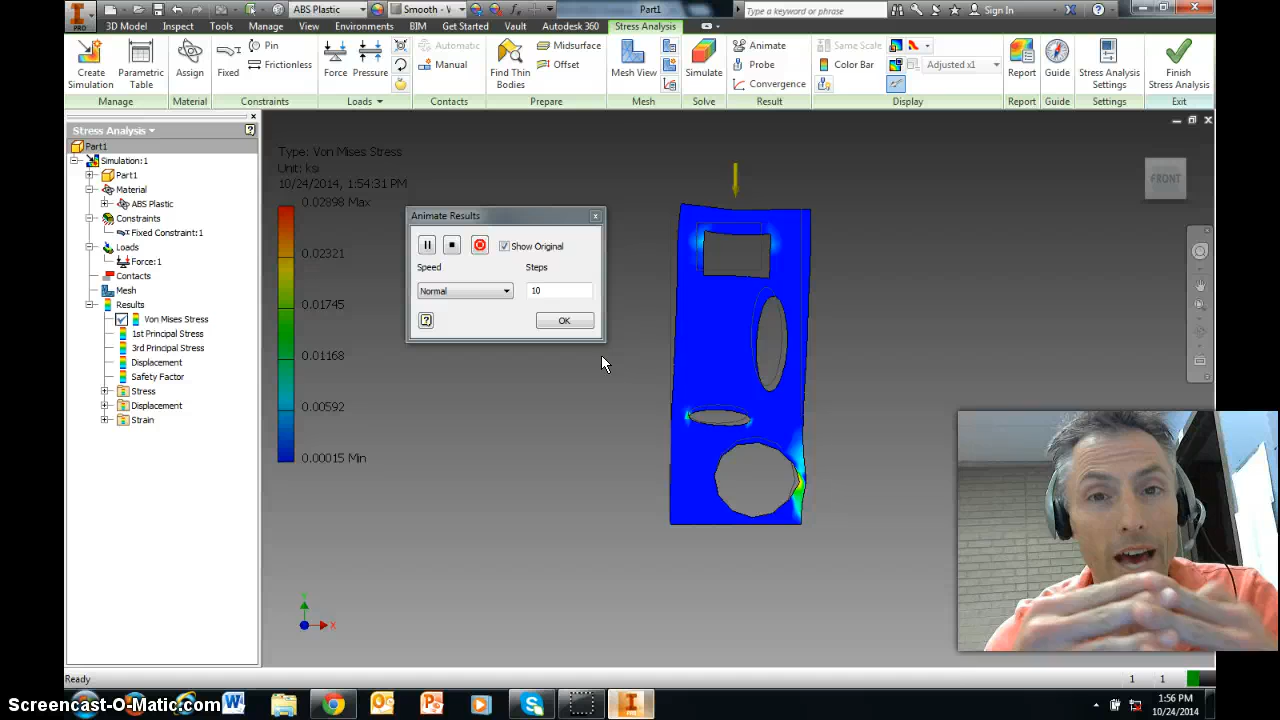 PRO
ABS Plastic
Smooth - V
Part1
Type a keyword or phrase
Sign In
3D Model Inspect Tools Manage View Environments BIM Get Started Vault Autodesk 360 Stress Analysis
Create Simulation
Parametric Table
Manage
Assign
Material
Fixed
Pin
Frictionless
Constraints
Force
Pressure
Loads
Automatic
Manual
Contacts
Find Thin Bodies
Midsurface
Offset
Prepare
Mesh View
Mesh
Simulate
Solve
Animate
Probe
Convergence
Result
Same Scale
Color Bar
Adjusted x1
Display
Report
Report
Guide
Guide
Stress Analysis Settings
Settings
Finish Stress Analysis
Exit
Stress Analysis
Part1
Simulation:1
Part1
Material
ABS Plastic
Constraints
Fixed Constraint:1
Loads
Force:1
Contacts
Mesh
Results
Von Mises Stress
1st Principal Stress
3rd Principal Stress
Displacement
Safety Factor
Stress
Displacement
Strain
Type: Von Mises Stress
Unit: ksi
10/24/2014, 1:54:31 PM
0.02898 Max
0.02321
0.01745
0.01168
0.00592
0.00015 Min
Animate Results
Show Original
Speed
Steps
Normal
10
OK
FRONT
X
Ready
1 1
Screencast-O-Matic.com
1:56 PM
10/24/2014